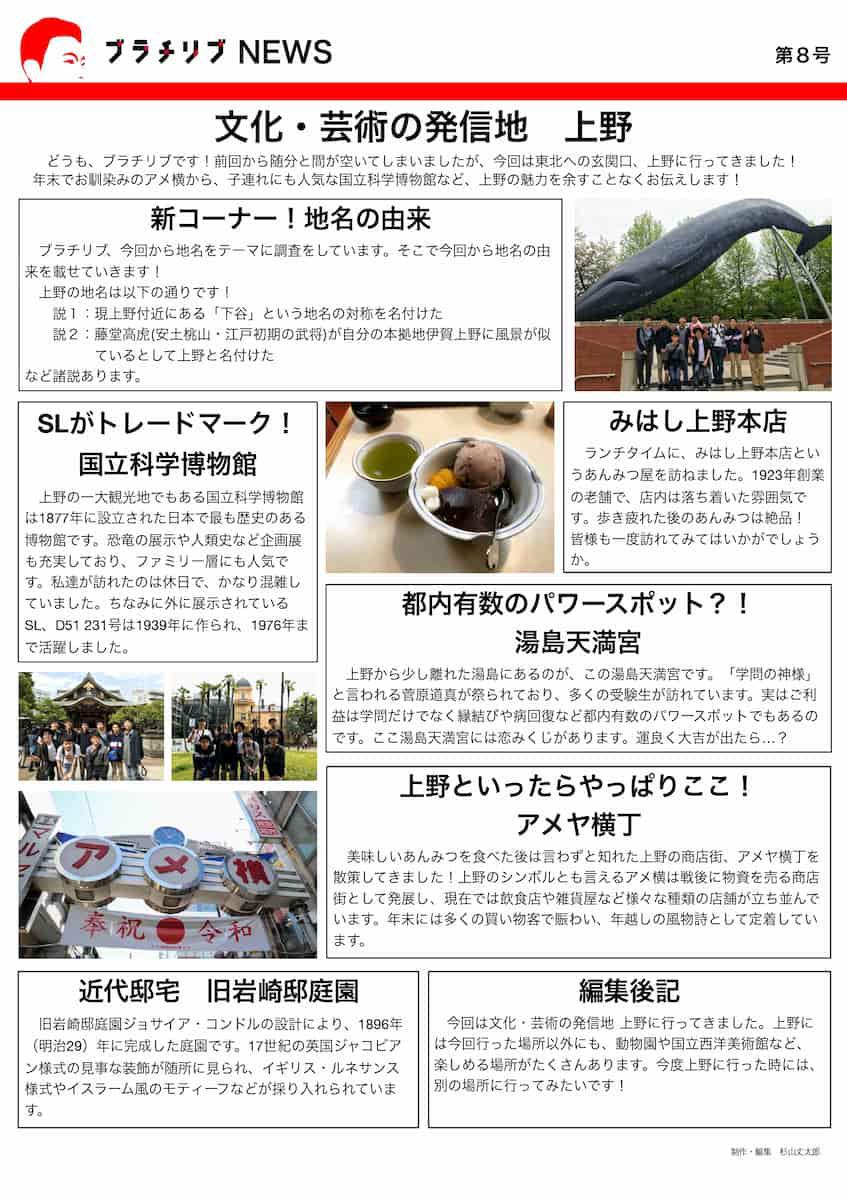 ブラチリブ NEWS
第８号
文化・芸術の発信地　上野
どうも、ブラチリブです！前回から随分と間が空いてしまいましたが、今回は東北への玄関口、上野に行ってきました！
年末でお馴染みのアメ横から、子連れにも人気な国立科学博物館など、上野の魅力を余すことなくお伝えします！
新コーナー！地名の由来
ブラチリブ、今回から地名をテーマに調査をしています。そこで今回から地名の由
来を載せていきます！
上野の地名は以下の通りです！
説１：現上野付近にある「下谷」という地名の対称を名付けた
説２：藤堂高虎(安土桃山・江戸初期の武将)が自分の本拠地伊賀上野に風景が似
ているとして上野と名付けた
など諸説あります。
SLがトレードマーク！
国立科学博物館
上野の一大観光地でもある国立科学博物館
は1877年に設立された日本で最も歴史のある
博物館です。恐竜の展示や人類史など企画展
も充実しており、ファミリー層にも人気で
す。私達が訪れたのは休日で、かなり混雑し
ていました。ちなみに外に展示されている
SL、D51 231号は1939年に作られ、1976年ま
で活躍しました。
みはし上野本店
ランチタイムに、みはし上野本店とい
うあんみつ屋を訪ねました。1923年創業
の老舗で、店内は落ち着いた雰囲気で
す。歩き疲れた後のあんみつは絶品！
皆様も一度訪れてみてはいかがでしょう
か。
都内有数のパワースポット？！
湯島天満宮
上野から少し離れた湯島にあるのが、この湯島天満宮です。「学問の神様」
と言われる菅原道真が祭られており、多くの受験生が訪れています。実はご利
益は学問だけでなく縁結びや病回復など都内有数のパワースポットでもあるの
です。ここ湯島天満宮には恋みくじがあります。運良く大吉が出たら…？
マルフ
アメ横
奉祝 令和
上野といったらやっぱりここ！
アメヤ横丁
美味しいあんみつを食べた後は言わずと知れた上野の商店街、アメヤ横丁を
散策してきました！上野のシンボルとも言えるアメ横は戦後に物資を売る商店
街として発展し、現在では飲食店や雑貨屋など様々な種類の店舗が立ち並んで
います。年末には多くの買い物客で賑わい、年越しの風物詩として定着してい
ます。
近代邸宅　旧岩崎邸庭園
旧岩崎邸庭園ジョサイア・コンドルの設計により、1896年
（明治29）年に完成した庭園です。17世紀の英国ジャコビア
ン様式の見事な装飾が随所に見られ、イギリス・ルネサンス
様式やイスラーム風のモティーフなどが採り入れられていま
す。
編集後記
今回は文化・芸術の発信地 上野に行ってきました。上野に
は今回行った場所以外にも、動物園や国立西洋美術館など、
楽しめる場所がたくさんあります。今度上野に行った時には、
別の場所に行ってみたいです！
制作・編集　杉山丈太郎